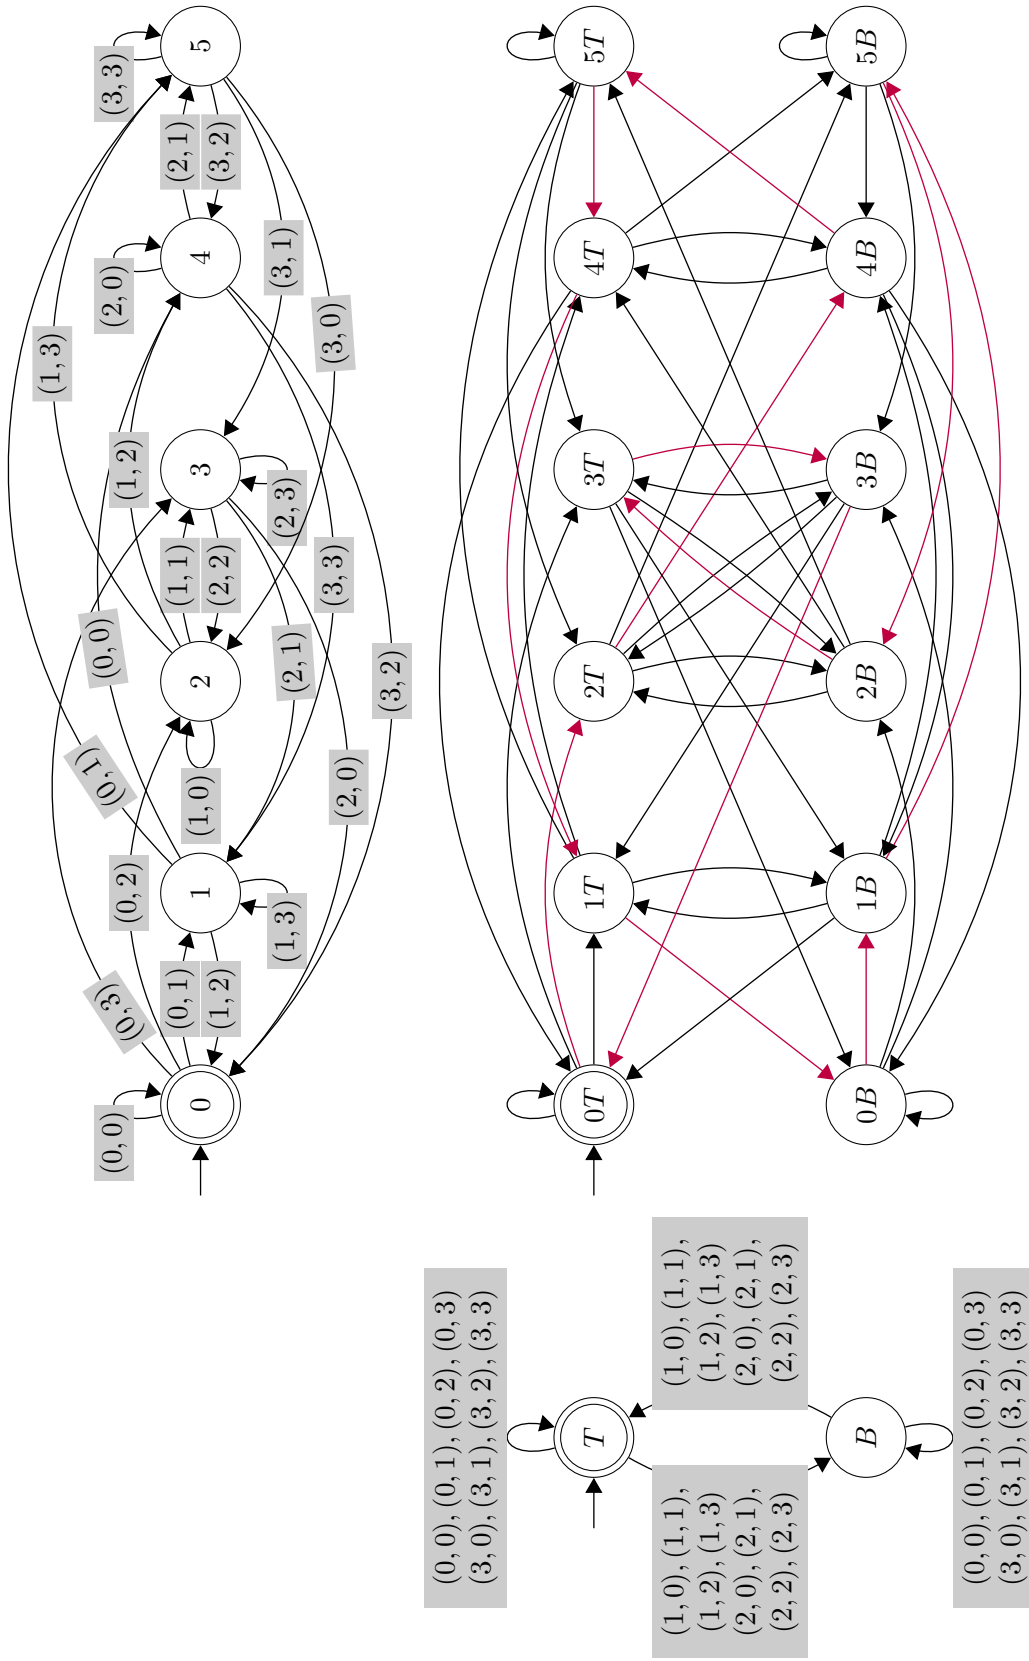 (1, 3)
(0, 0)
(0, 3)
(0, 2)
(0, 1)
(0, 0)
(1, 2)
(2, 0)
(3, 3)
(0, 1)
(1, 1)
(2, 1)
0
1
(1, 0)
2
3
4
5
(1, 2)
(2, 2)
(3, 2)
(1, 3)
(2, 1)
(2, 3)
(3, 1)
(2, 0)
(3, 3)
(3, 0)
(3, 2)
(0, 0), (0, 1), (0, 2), (0, 3)
(3, 0), (3, 1), (3, 2), (3, 3)
T
(1, 0), (1, 1),
(1, 2), (1, 3)
(2, 0), (2, 1),
(2, 2), (2, 3)
(1, 0), (1, 1),
(1, 2), (1, 3)
(2, 0), (2, 1),
(2, 2), (2, 3)
B
(0, 0), (0, 1), (0, 2), (0, 3)
(3, 0), (3, 1), (3, 2), (3, 3)
0T
1T
2T
3T
4T
5T
0B
1B
2B
3B
4B
5B